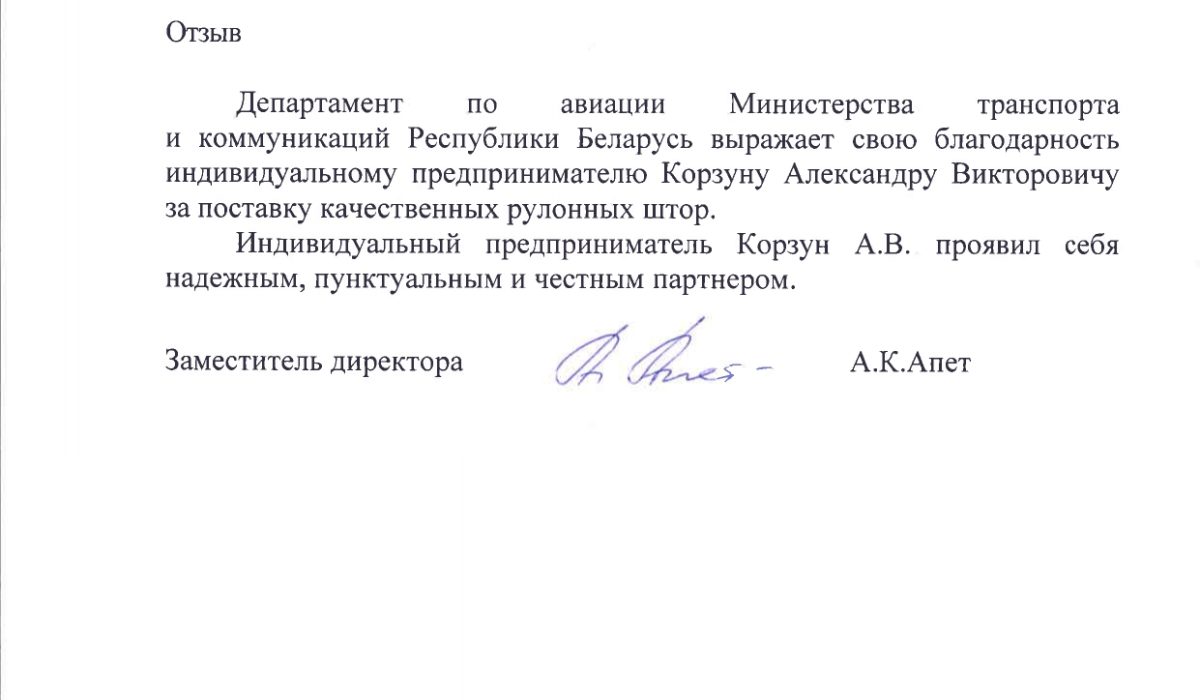 Отзыв
Департамент по авиации Министерства транспорта
и коммуникаций Республики Беларусь выражает свою благодарность
индивидуальному предпринимателю Корзуну Александру Викторовичу
за поставку качественных рулонных штор.
Индивидуальный предприниматель Корзун А.В. проявил себя
надежным, пунктуальным и честным партнером.
Заместитель директора А.К.Апет